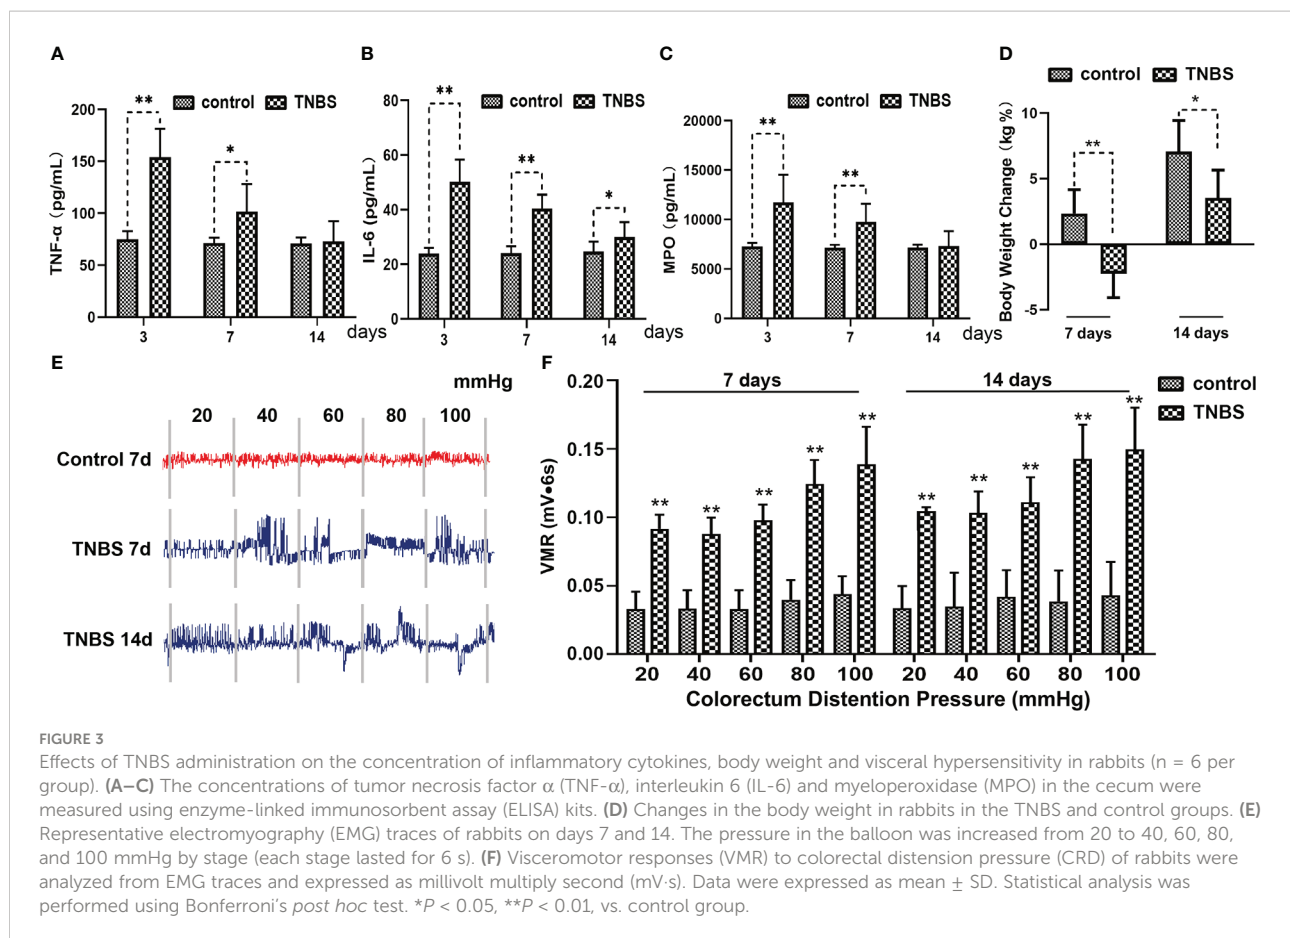 A
control TNBS
TNF-α (pg/mL)
200
150
100
50
0
**
*
3 7 14 days
B
control TNBS
IL-6 (pg/mL)
80
60
40
20
0
**
**
*
3 7 14 days
C
control TNBS
MPO (pg/mL)
20000
15000
10000
5000
0
**
**
3 7 14 days
D
control TNBS
Body Weight Change (kg %)
10
5
0
-5
**
*
7 days 14 days
E
mmHg
20 40 60 80 100
Control 7d
TNBS 7d
TNBS 14d
F
7 days 14 days
control
TNBS
VMR (mV•6s)
0.20
0.15
0.10
0.05
0.00
** ** ** ** ** ** ** ** ** **
20 40 60 80 100 20 40 60 80 100
Colorectum Distention Pressure (mmHg)
FIGURE 3
Effects of TNBS administration on the concentration of inflammatory cytokines, body weight and visceral hypersensitivity in rabbits (n = 6 per
group). (A–C) The concentrations of tumor necrosis factor α (TNF-α), interleukin 6 (IL-6) and myeloperoxidase (MPO) in the cecum were
measured using enzyme-linked immunosorbent assay (ELISA) kits. (D) Changes in the body weight in rabbits in the TNBS and control groups. (E)
Representative electromyography (EMG) traces of rabbits on days 7 and 14. The pressure in the balloon was increased from 20 to 40, 60, 80,
and 100 mmHg by stage (each stage lasted for 6 s). (F) Visceromotor responses (VMR) to colorectal distension pressure (CRD) of rabbits were
analyzed from EMG traces and expressed as millivolt multiply second (mV·s). Data were expressed as mean ± SD. Statistical analysis was
performed using Bonferroni's post hoc test. *P < 0.05, **P < 0.01, vs. control group.